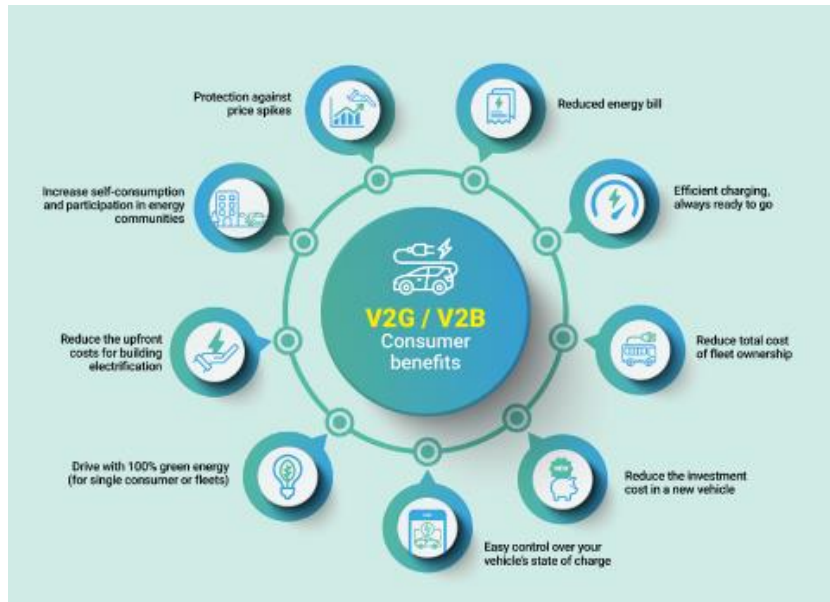 V2G / V2B
Consumer
benefits
Reduced energy bill
Efficient charging,
always ready to go
Reduce total cost
of fleet ownership
Reduce the investment
cost in a new vehicle
Easy control over your
vehicle's state of charge
Drive with 100% green energy
(for single consumer or fleets)
Reduce the upfront
costs for building
electrification
Increase self-consumption
and participation in energy
communities
Protection against
price spikes